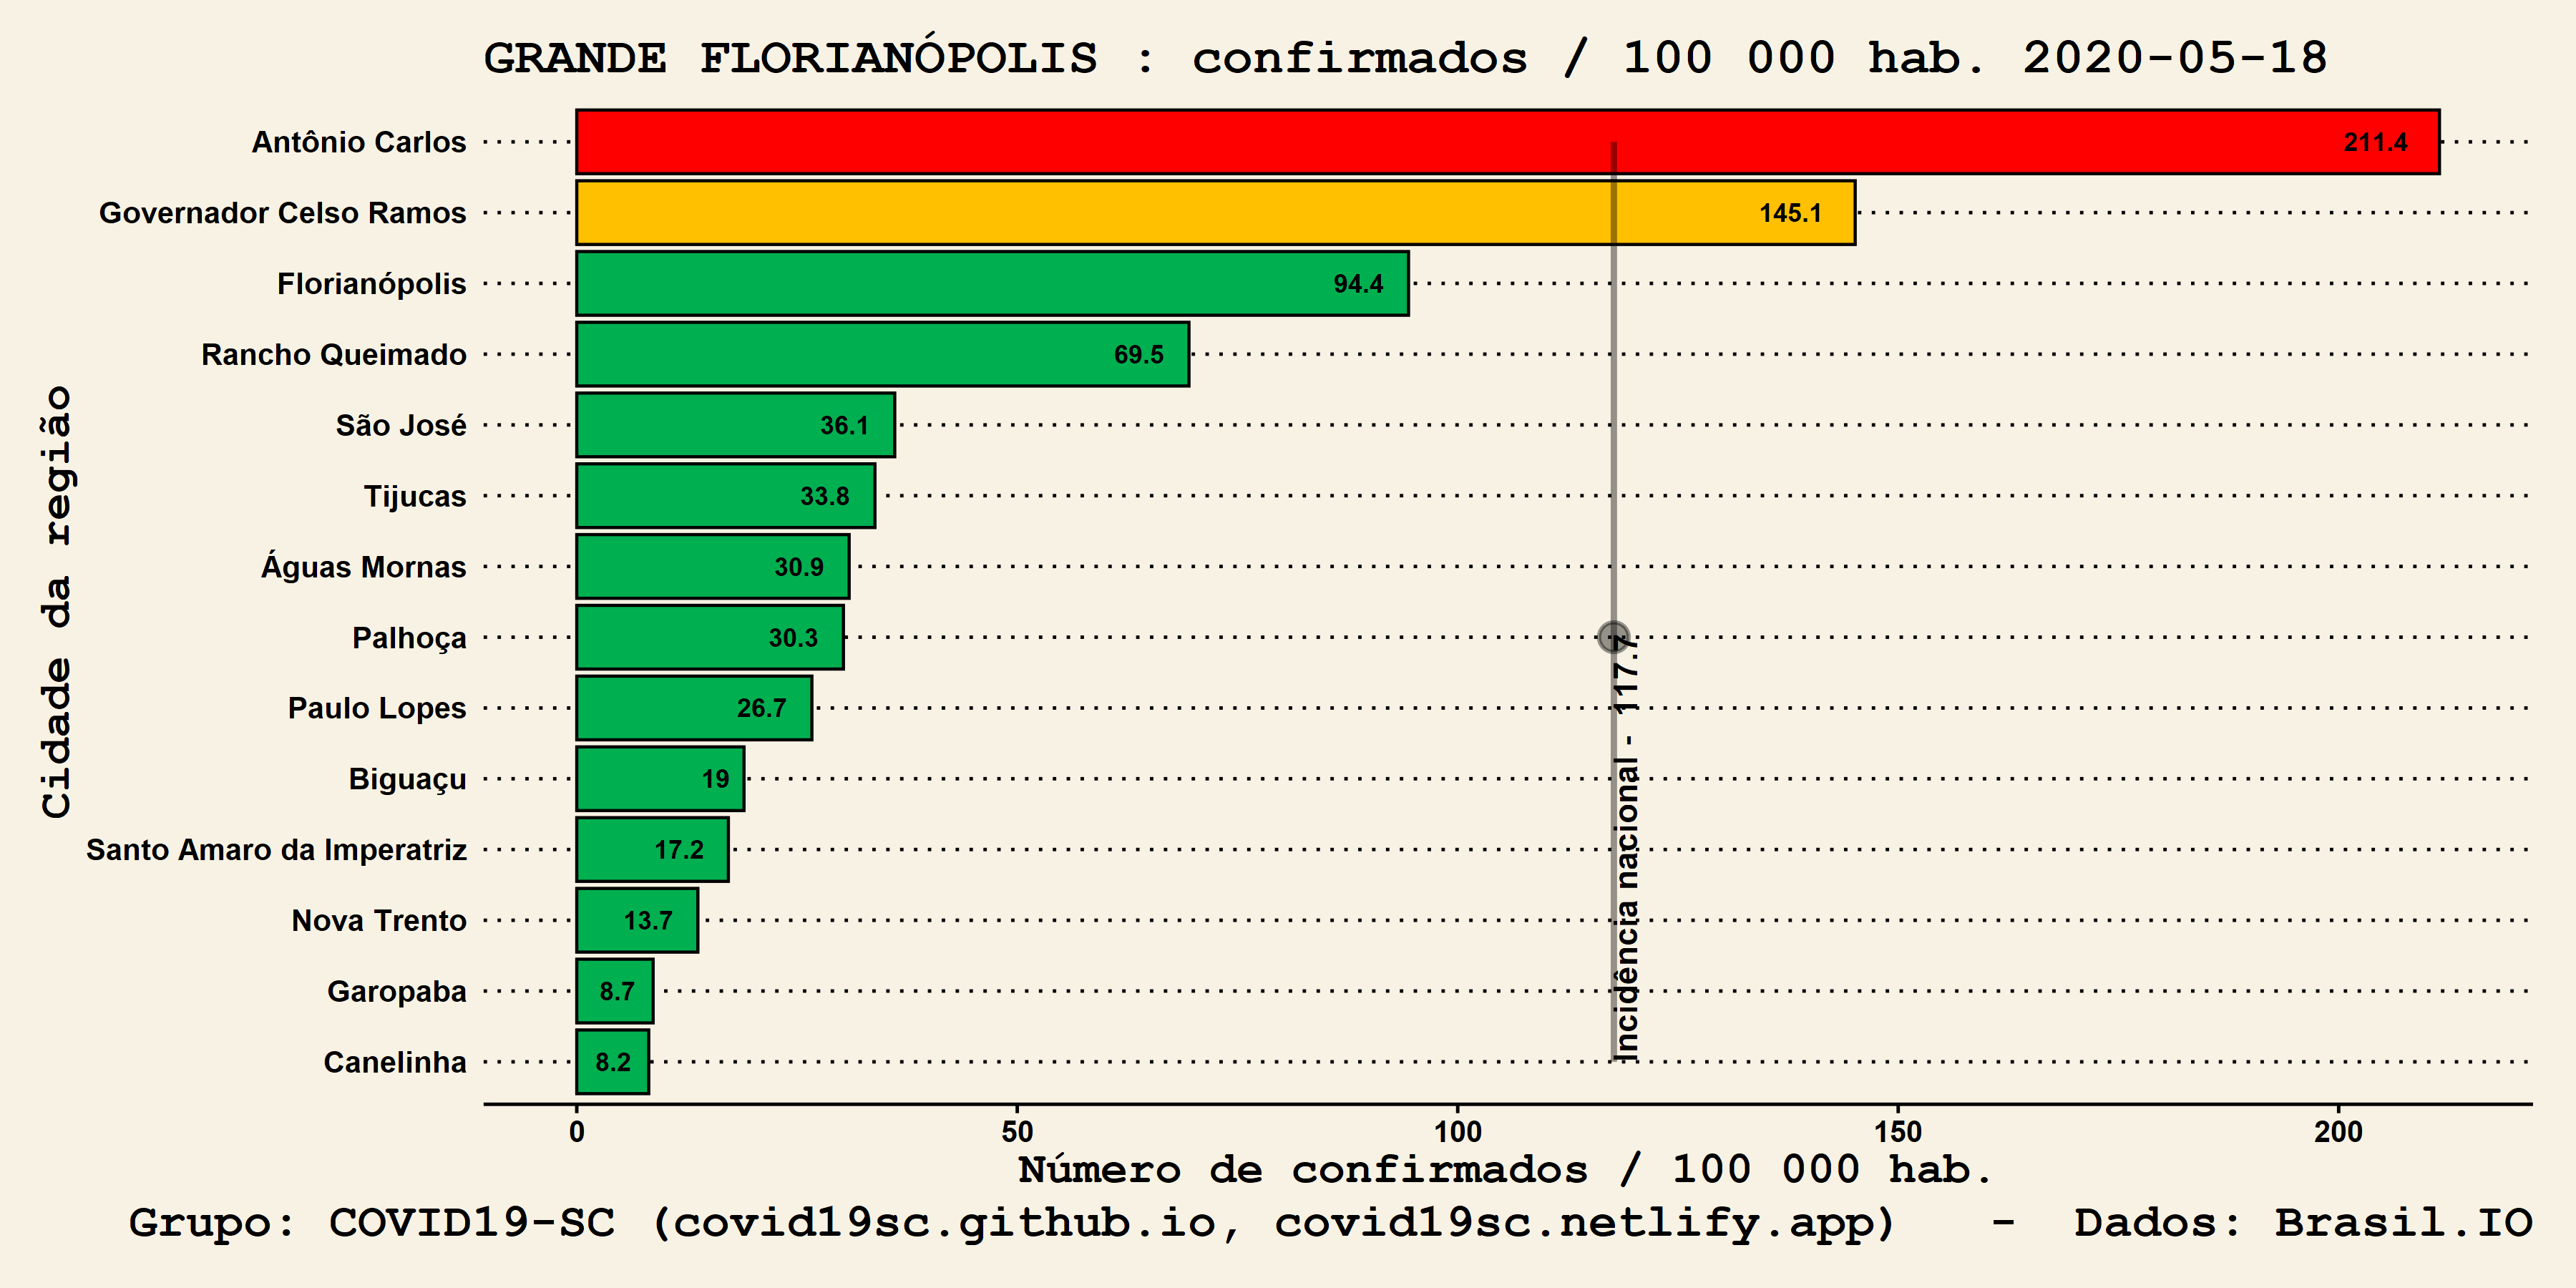 GRANDE FLORIANÓPOLIS : confirmados / 100 000 hab. 2020-05-18
Cidade da região
Antônio Carlos 211.4
Governador Celso Ramos 145.1
Florianópolis 94.4
Rancho Queimado 69.5
São José 36.1
Tijucas 33.8
Águas Mornas 30.9
Palhoça 30.3
Paulo Lopes 26.7
Biguaçu 19
Santo Amaro da Imperatriz 17.2
Nova Trento 13.7
Garopaba 8.7
Canelinha 8.2
Incidência nacional - 117.7
0 50 100 150 200
Número de confirmados / 100 000 hab.
Grupo: COVID19-SC (covid19sc.github.io, covid19sc.netlify.app) - Dados: Brasil.IO